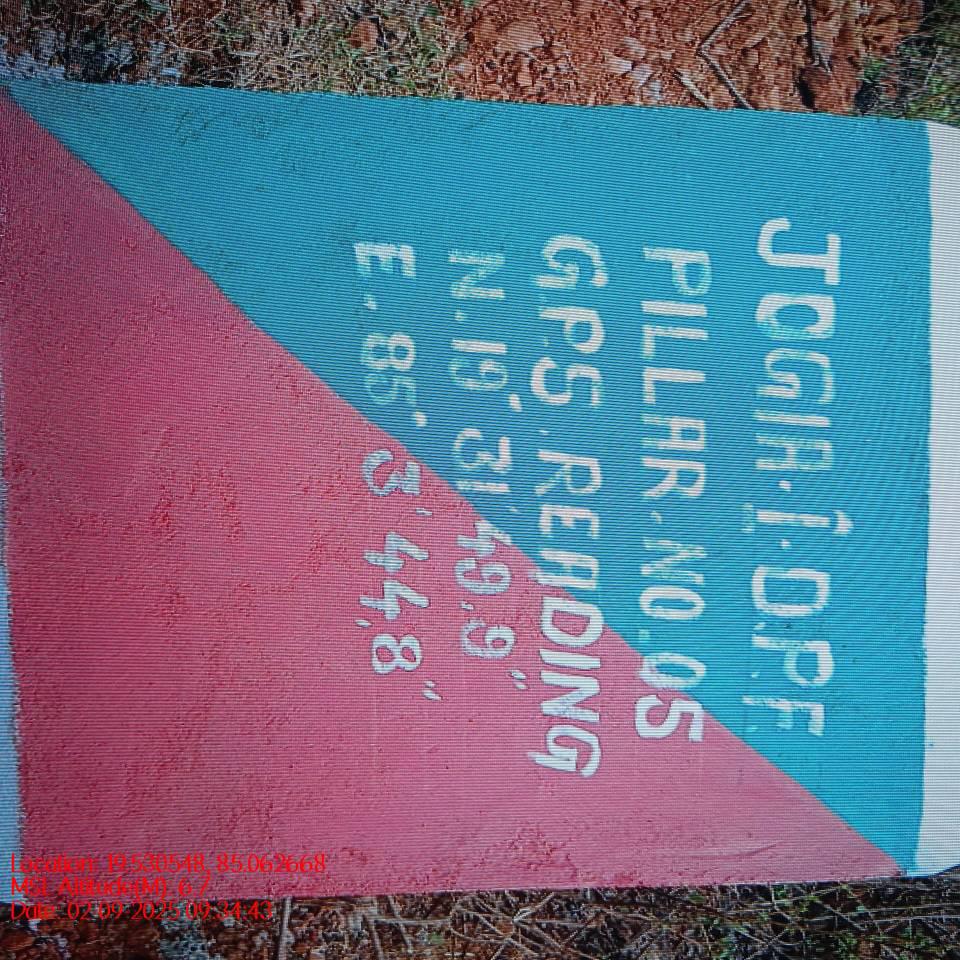 JOGIA.I.D.P.F.
PILLAR.NO.05
G.P.S.READING
N.19°.31'.49.9"
E.85°.3'44.8"
Location: 19.530548, 85.062668
MSL Altitude(M): 6.7
Date: 02-09-2025 09:34:43